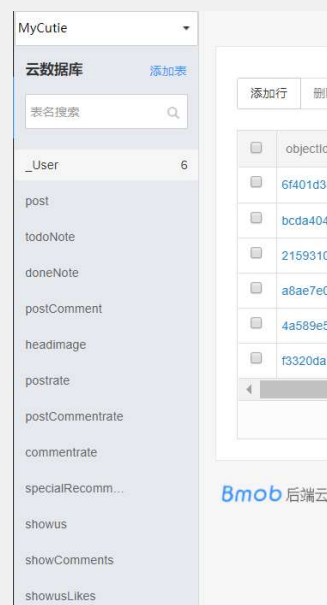 MyCutie
云数据库 添加表
表名搜索
_User 6
post
todoNote
doneNote
postComment
headimage
postrate
postCommentrate
commentrate
specialRecomm...
showus
showComments
showusLikes
添加行
objectIc
6f401d3
bcda404
2159310
a8ae7e0
4a589e5
f3320da
Bmob 后端云